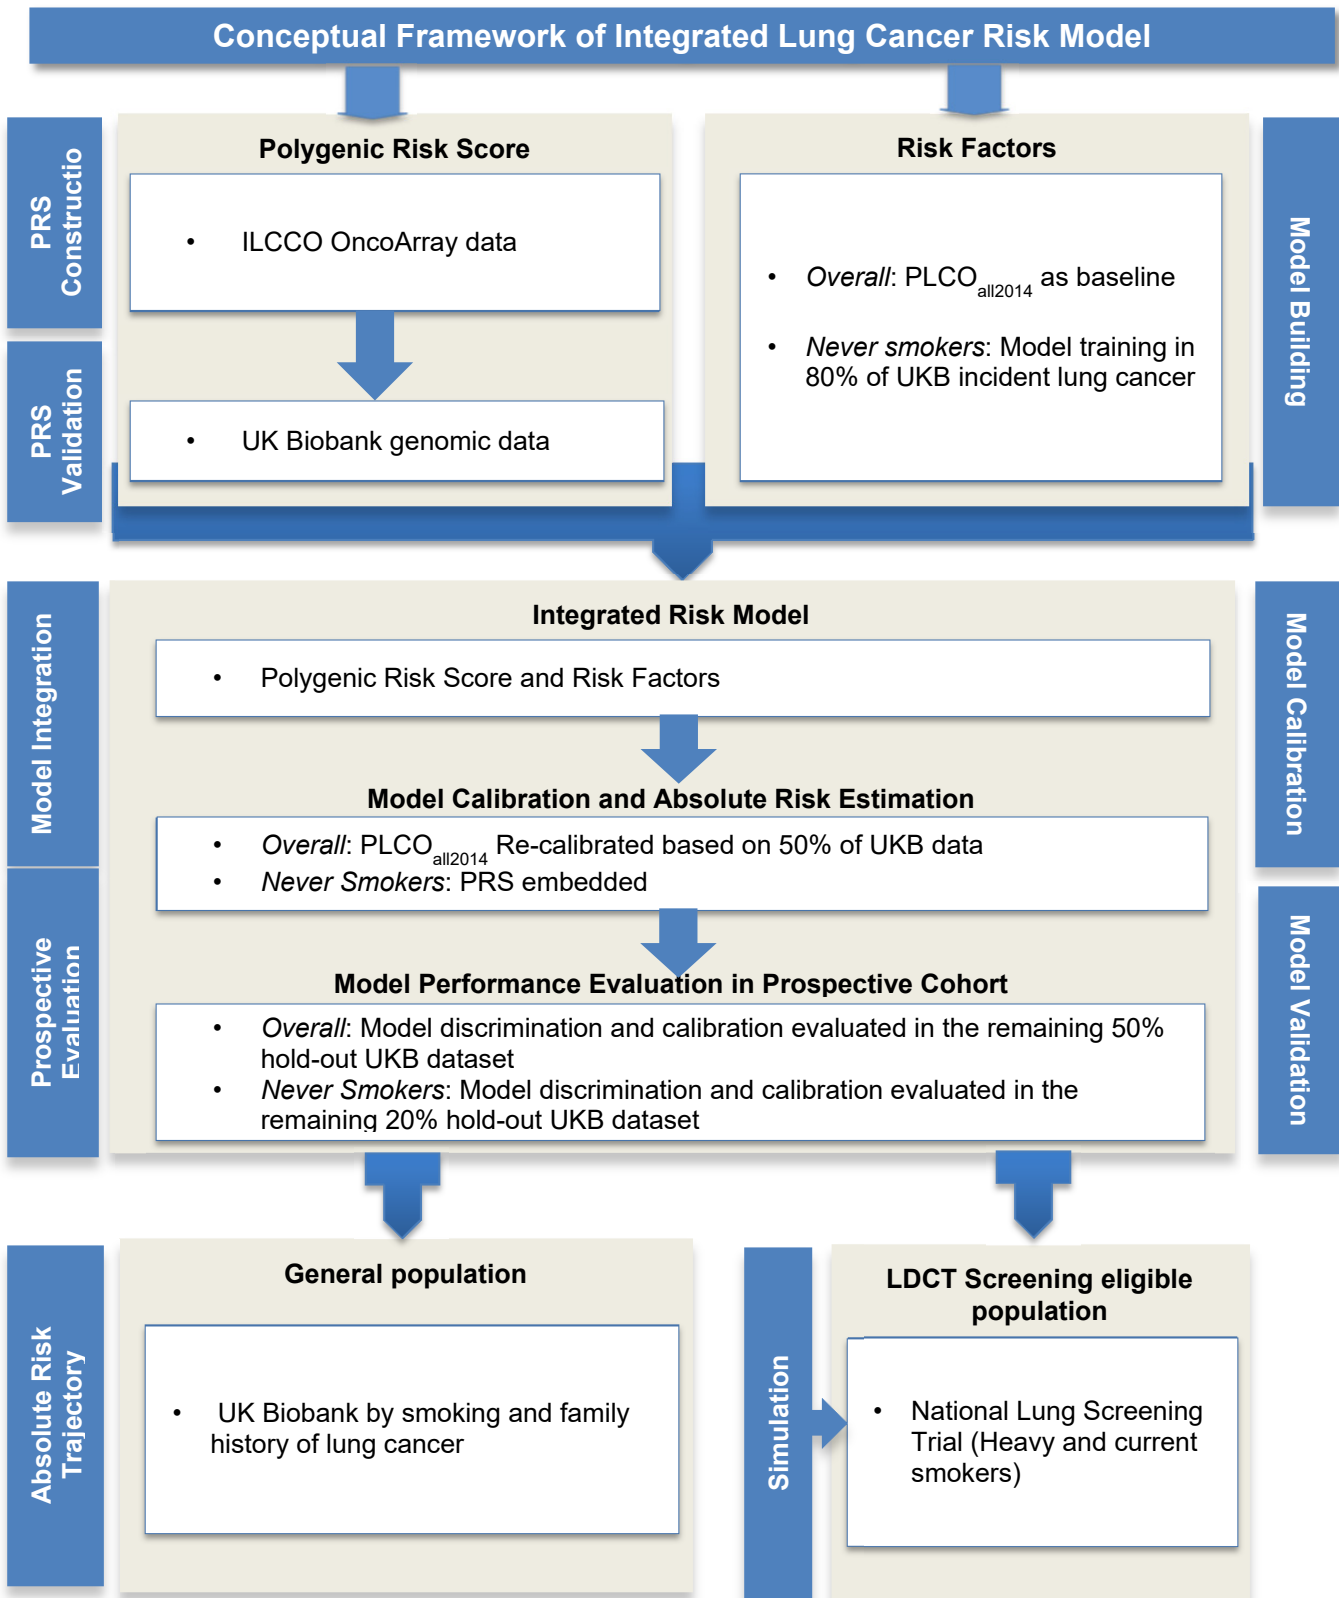 Conceptual Framework of Integrated Lung Cancer Risk Model
PRS
Constructio
Polygenic Risk Score
• ILCCO OncoArray data
PRS
Validation
• UK Biobank genomic data
Risk Factors
• Overall: PLCOall2014 as baseline
• Never smokers: Model training in
80% of UKB incident lung cancer
Model Building
Model Integration
Integrated Risk Model
• Polygenic Risk Score and Risk Factors
Model Calibration
Model Calibration and Absolute Risk Estimation
• Overall: PLCOall2014 Re-calibrated based on 50% of UKB data
• Never Smokers: PRS embedded
Prospective
Evaluation
Model Performance Evaluation in Prospective Cohort
• Overall: Model discrimination and calibration evaluated in the remaining 50%
hold-out UKB dataset
• Never Smokers: Model discrimination and calibration evaluated in the
remaining 20% hold-out UKB dataset
Model Validation
Absolute Risk
Trajectory
General population
• UK Biobank by smoking and family
history of lung cancer
Simulation
LDCT Screening eligible
population
• National Lung Screening
Trial (Heavy and current
smokers)